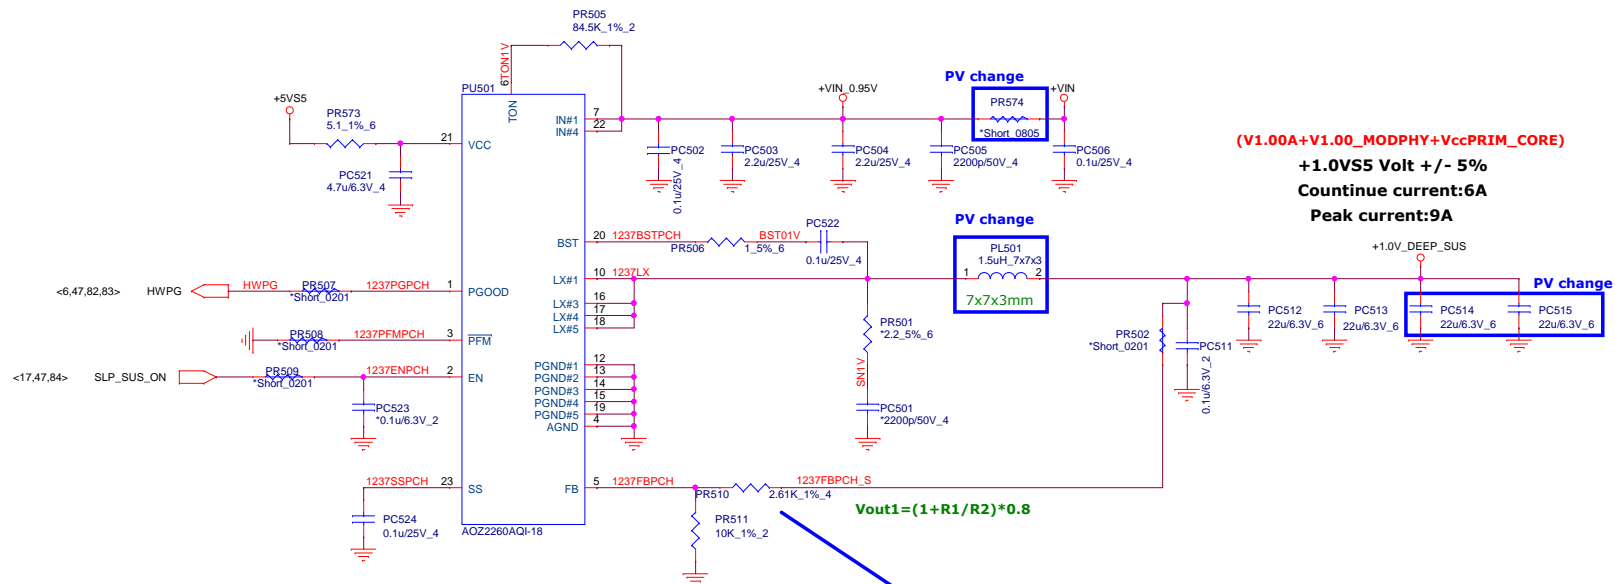 PR505
84.5K_1%_2
TON1V
6
PU501
TON
+5VS5
PR573
5.1_1%_6
21
VCC
PC521
4.7u/6.3V_4
IN#1
7
IN#4
22
PC502
0.1u/25V_4
PC503
2.2u/25V_4
+VIN_0.95V
PC504
2.2u/25V_4
PC505
2200p/50V_4
PV change
PR574
*Short_0805
+VIN
PC506
0.1u/25V_4
(V1.00A+V1.00_MODPHY+VccPRIM_CORE)
+1.0VS5 Volt +/- 5%
Countinue current:6A
Peak current:9A
BST
20
1237BSTPCH
PR506
1_5%_6
BST01V
PC522
0.1u/25V_4
PV change
PL501
1.5uH_7x7x3
1
2
7x7x3mm
+1.0V_DEEP_SUS
PV change
LX#1
10
1237LX
LX#3
16
LX#4
17
LX#5
18
<6,47,82,83>
HWPG
HWPG
PR507
*Short_0201
1237PGPCH
1
PGOOD
PR508
*Short_0201
1237PFMPCH
3
PFM
<17,47,84>
SLP_SUS_ON
PR509
*Short_0201
1237ENPCH
2
EN
PC523
*0.1u/6.3V_2
PGND#1
12
PGND#2
13
PGND#3
14
PGND#4
15
PGND#5
19
AGND
4
PR501
*2.2_5%_6
SN1V
PC501
*2200p/50V_4
PR502
*Short_0201
PC511
0.1u/6.3V_2
PC512
22u/6.3V_6
PC513
22u/6.3V_6
PC514
22u/6.3V_6
PC515
22u/6.3V_6
1237SSPCH
23
SS
PC524
0.1u/25V_4
FB
5
1237FBPCH
PR510
2.61K_1%_4
1237FBPCH_S
Vout1=(1+R1/R2)*0.8
PR511
10K_1%_2
AOZ2260AQI-18